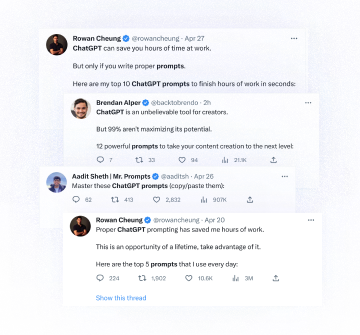 Rowan Cheung @rowancheung · Apr 27
ChatGPT can save you hours of time at work.
But only if you write proper prompts.
Here are my top 10 ChatGPT prompts to finish hours of work in seconds:
Brendan Alper @backtobrendo · 2h
ChatGPT is an unbelievable tool for creators.
But 99% aren't maximizing its potential.
12 powerful prompts to take your content creation to the next level:
7 33 94 21.1K
Aadit Sheth | Mr. Prompts @aaditsh · Apr 26
Master these ChatGPT prompts (copy/paste them):
62 413 2,832 907K
Rowan Cheung @rowancheung · Apr 20
Proper ChatGPT prompting has saved me hours of work.
This is an opportunity of a lifetime, take advantage of it.
Here are the top 5 prompts that I use every day:
224 1,902 10.6K 3M
Show this thread